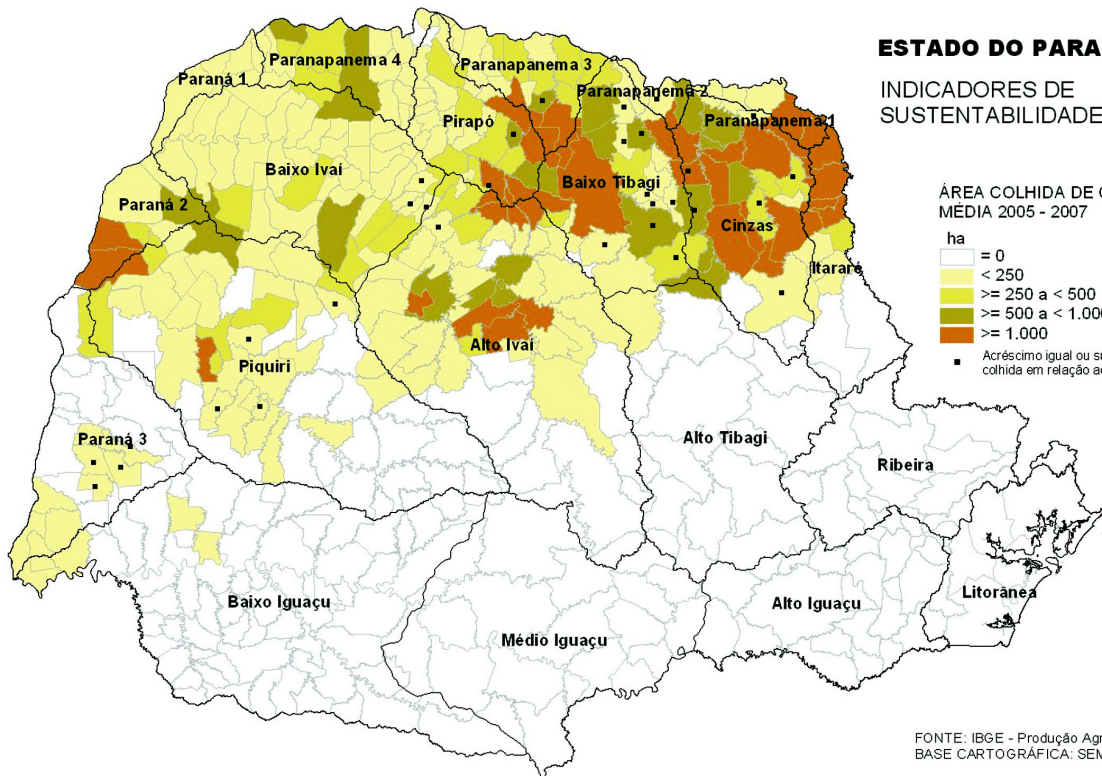 ESTADO DO PARA
INDICADORES DE
SUSTENTABILIDADE
ÁREA COLHIDA DE
MÉDIA 2005 - 2007
ha
= 0
< 250
>= 250 a < 500
>= 500 a < 1.000
>= 1.000
Acréscimo igual ou su
colhida em relação ao
Paraná 1
Paranapanema 4
Paranapanema 3
Paranapanema 2
Paranapanema 1
Pirapó
Baixo Ivaí
Baixo Tibagi
Paraná 2
Cinzas
Itararé
Alto Ivaí
Piquiri
Paraná 3
Alto Tibagi
Ribeira
Baixo Iguaçu
Médio Iguaçu
Alto Iguaçu
Litorânea
FONTE: IBGE - Produção Agr
BASE CARTOGRÁFICA: SEM